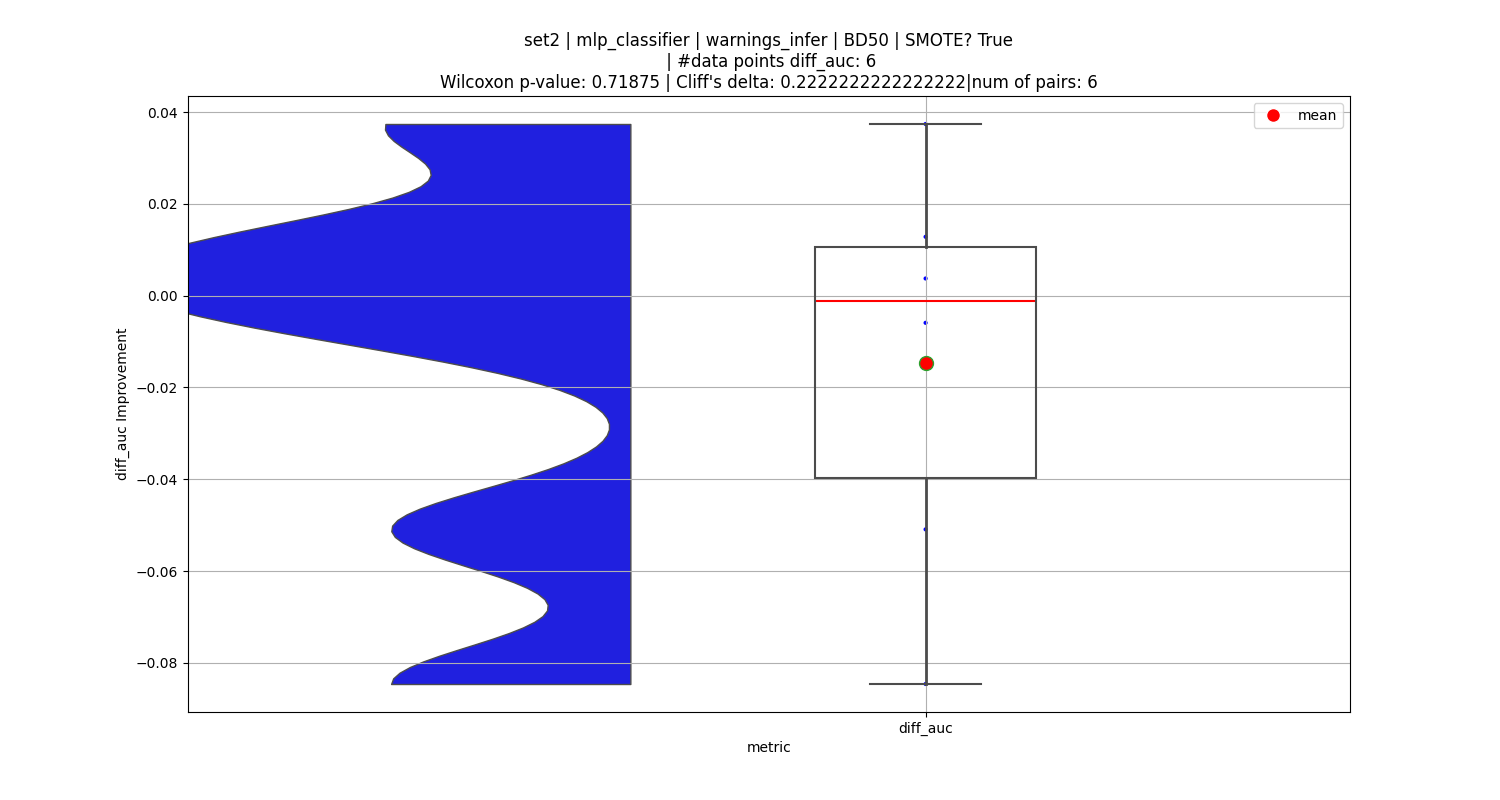 set2 | mlp_classifier | warnings_infer | BD50 | SMOTE? True
| #data points diff_auc: 6
Wilcoxon p-value: 0.71875 | Cliff's delta: 0.2222222222222222|num of pairs: 6
mean
0.04
0.02
0.00
−0.02
−0.04
−0.06
−0.08
diff_auc Improvement
diff_auc
metric